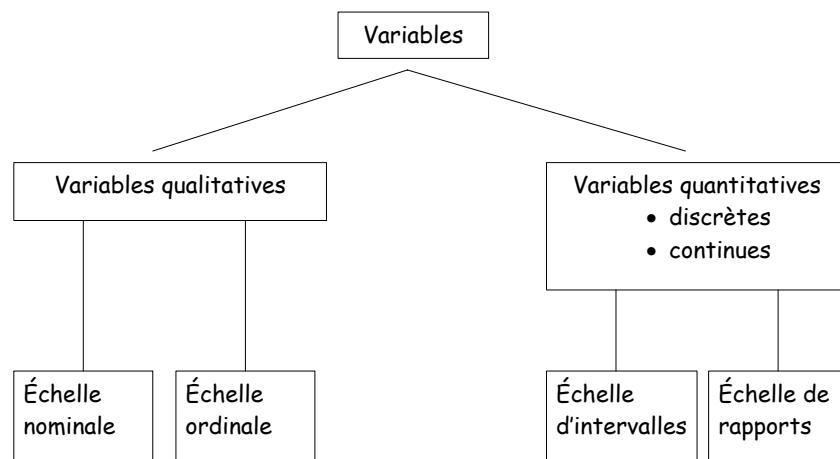 Variables
Variables qualitatives
Variables quantitatives
• discrètes
• continues
Échelle
nominale
Échelle
ordinale
Échelle
d'intervalles
Échelle de
rapports